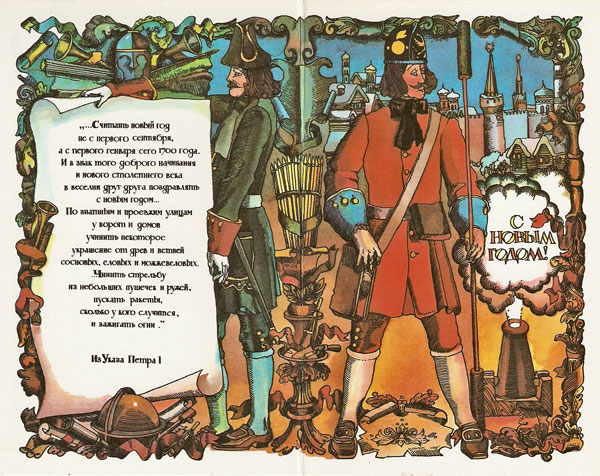 „...Считать новый год
не с первого сентября,
а с первого генваря сего 1700 года.
И в знак того доброго начинания
и нового столетнего века
в веселии друг друга поздравлять
с новым годом...
По знатным и проезжим улицам
у ворот и домов
учинить некоторое
украшение от древ и ветвей
сосновых, еловых и можжевеловых.
Чинить стрельбу
из небольших пушечек и ружей,
пускать ракеты,
сколько у кого случится,
и зажигать огни."
Из Указа Петра I
С
НОВЫМ
ГОДОМ!